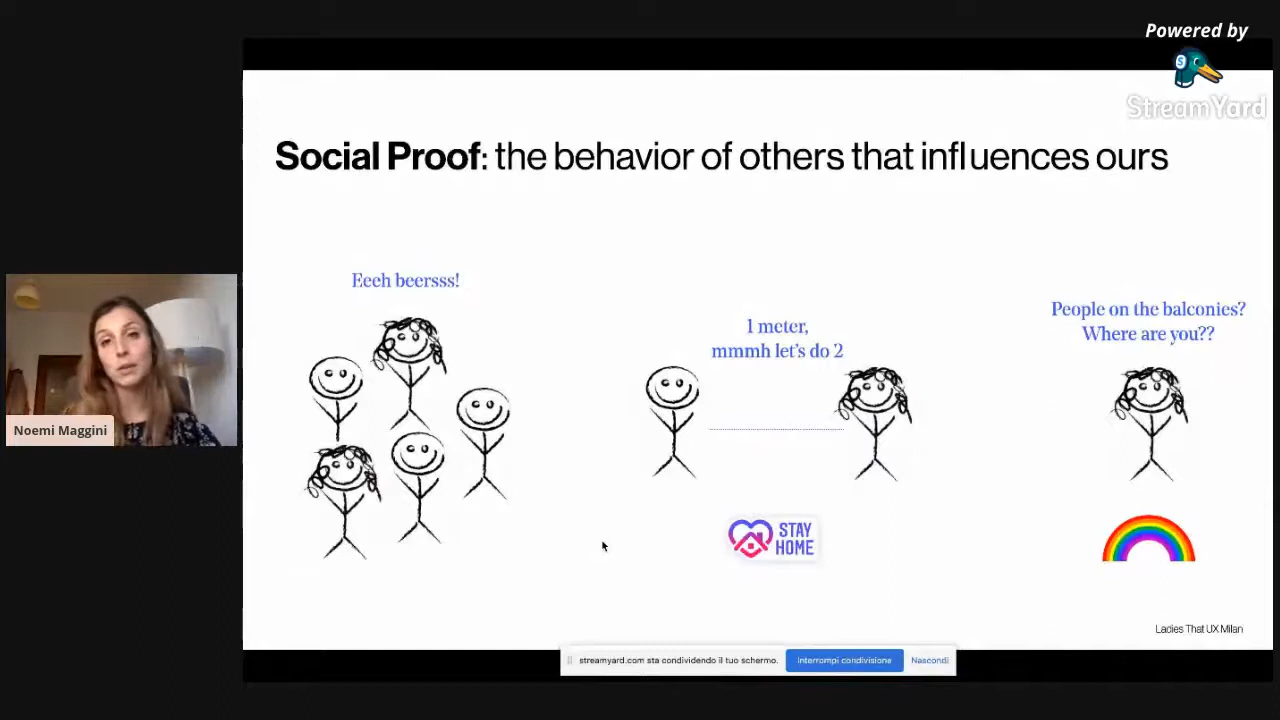 Powered by
StreamYard
Social Proof: the behavior of others that influences ours
Eeeh beersss!
1 meter,
mmmh let's do 2
People on the balconies?
Where are you??
Noemi Maggini
STAY
HOME
Ladies That UX Milan
streamyard.com sta condividendo il tuo schermo.
Interrompi condivisione
Nascondi